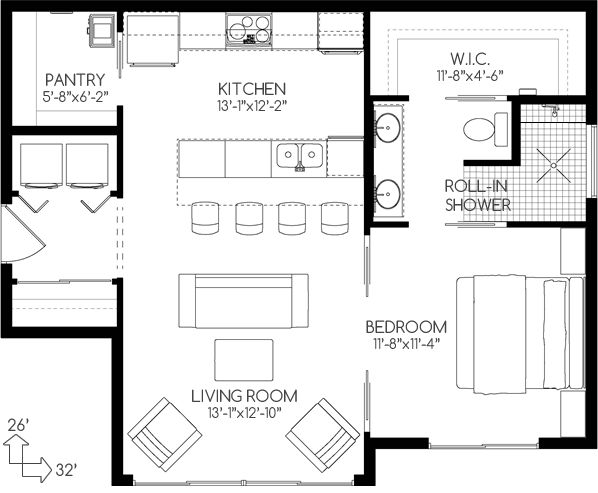 PANTRY
5'-8"x6'-2"
KITCHEN
13'-1"x12'-2"
W.I.C.
11'-8"x4'-6"
ROLL-IN
SHOWER
BEDROOM
11'-8"x11'-4"
LIVING ROOM
13'-1"x12'-10"
26'
32'